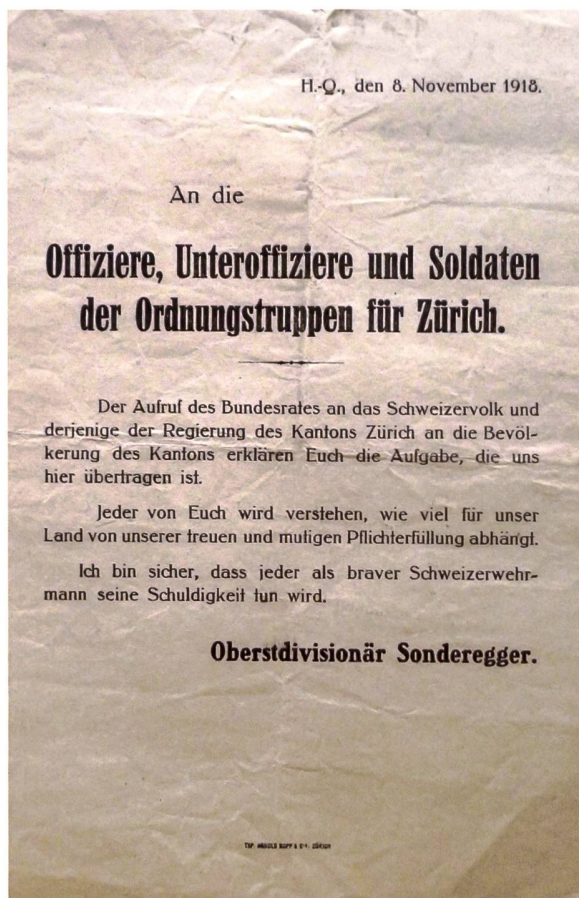 H.-Q., den 8. November 1918.
An die
Offiziere, Unteroffiziere und Soldaten
der Ordnungstruppen für Zürich.
Der Aufruf des Bundesrates an das Schweizervolk und
derjenige der Regierung des Kantons Zürich an die Bevöl-
kerung des Kantons erklären Euch die Aufgabe, die uns
hier übertragen ist.
Jeder von Euch wird verstehen, wie viel für unser
Land von unserer treuen und mutigen Pflichterfüllung abhängt.
Ich bin sicher, dass jeder als braver Schweizerwehr-
mann seine Schuldigkeit tun wird.
Oberstdivisionär Sonderegger.
TYP. ARNOLD & ZÜRICH